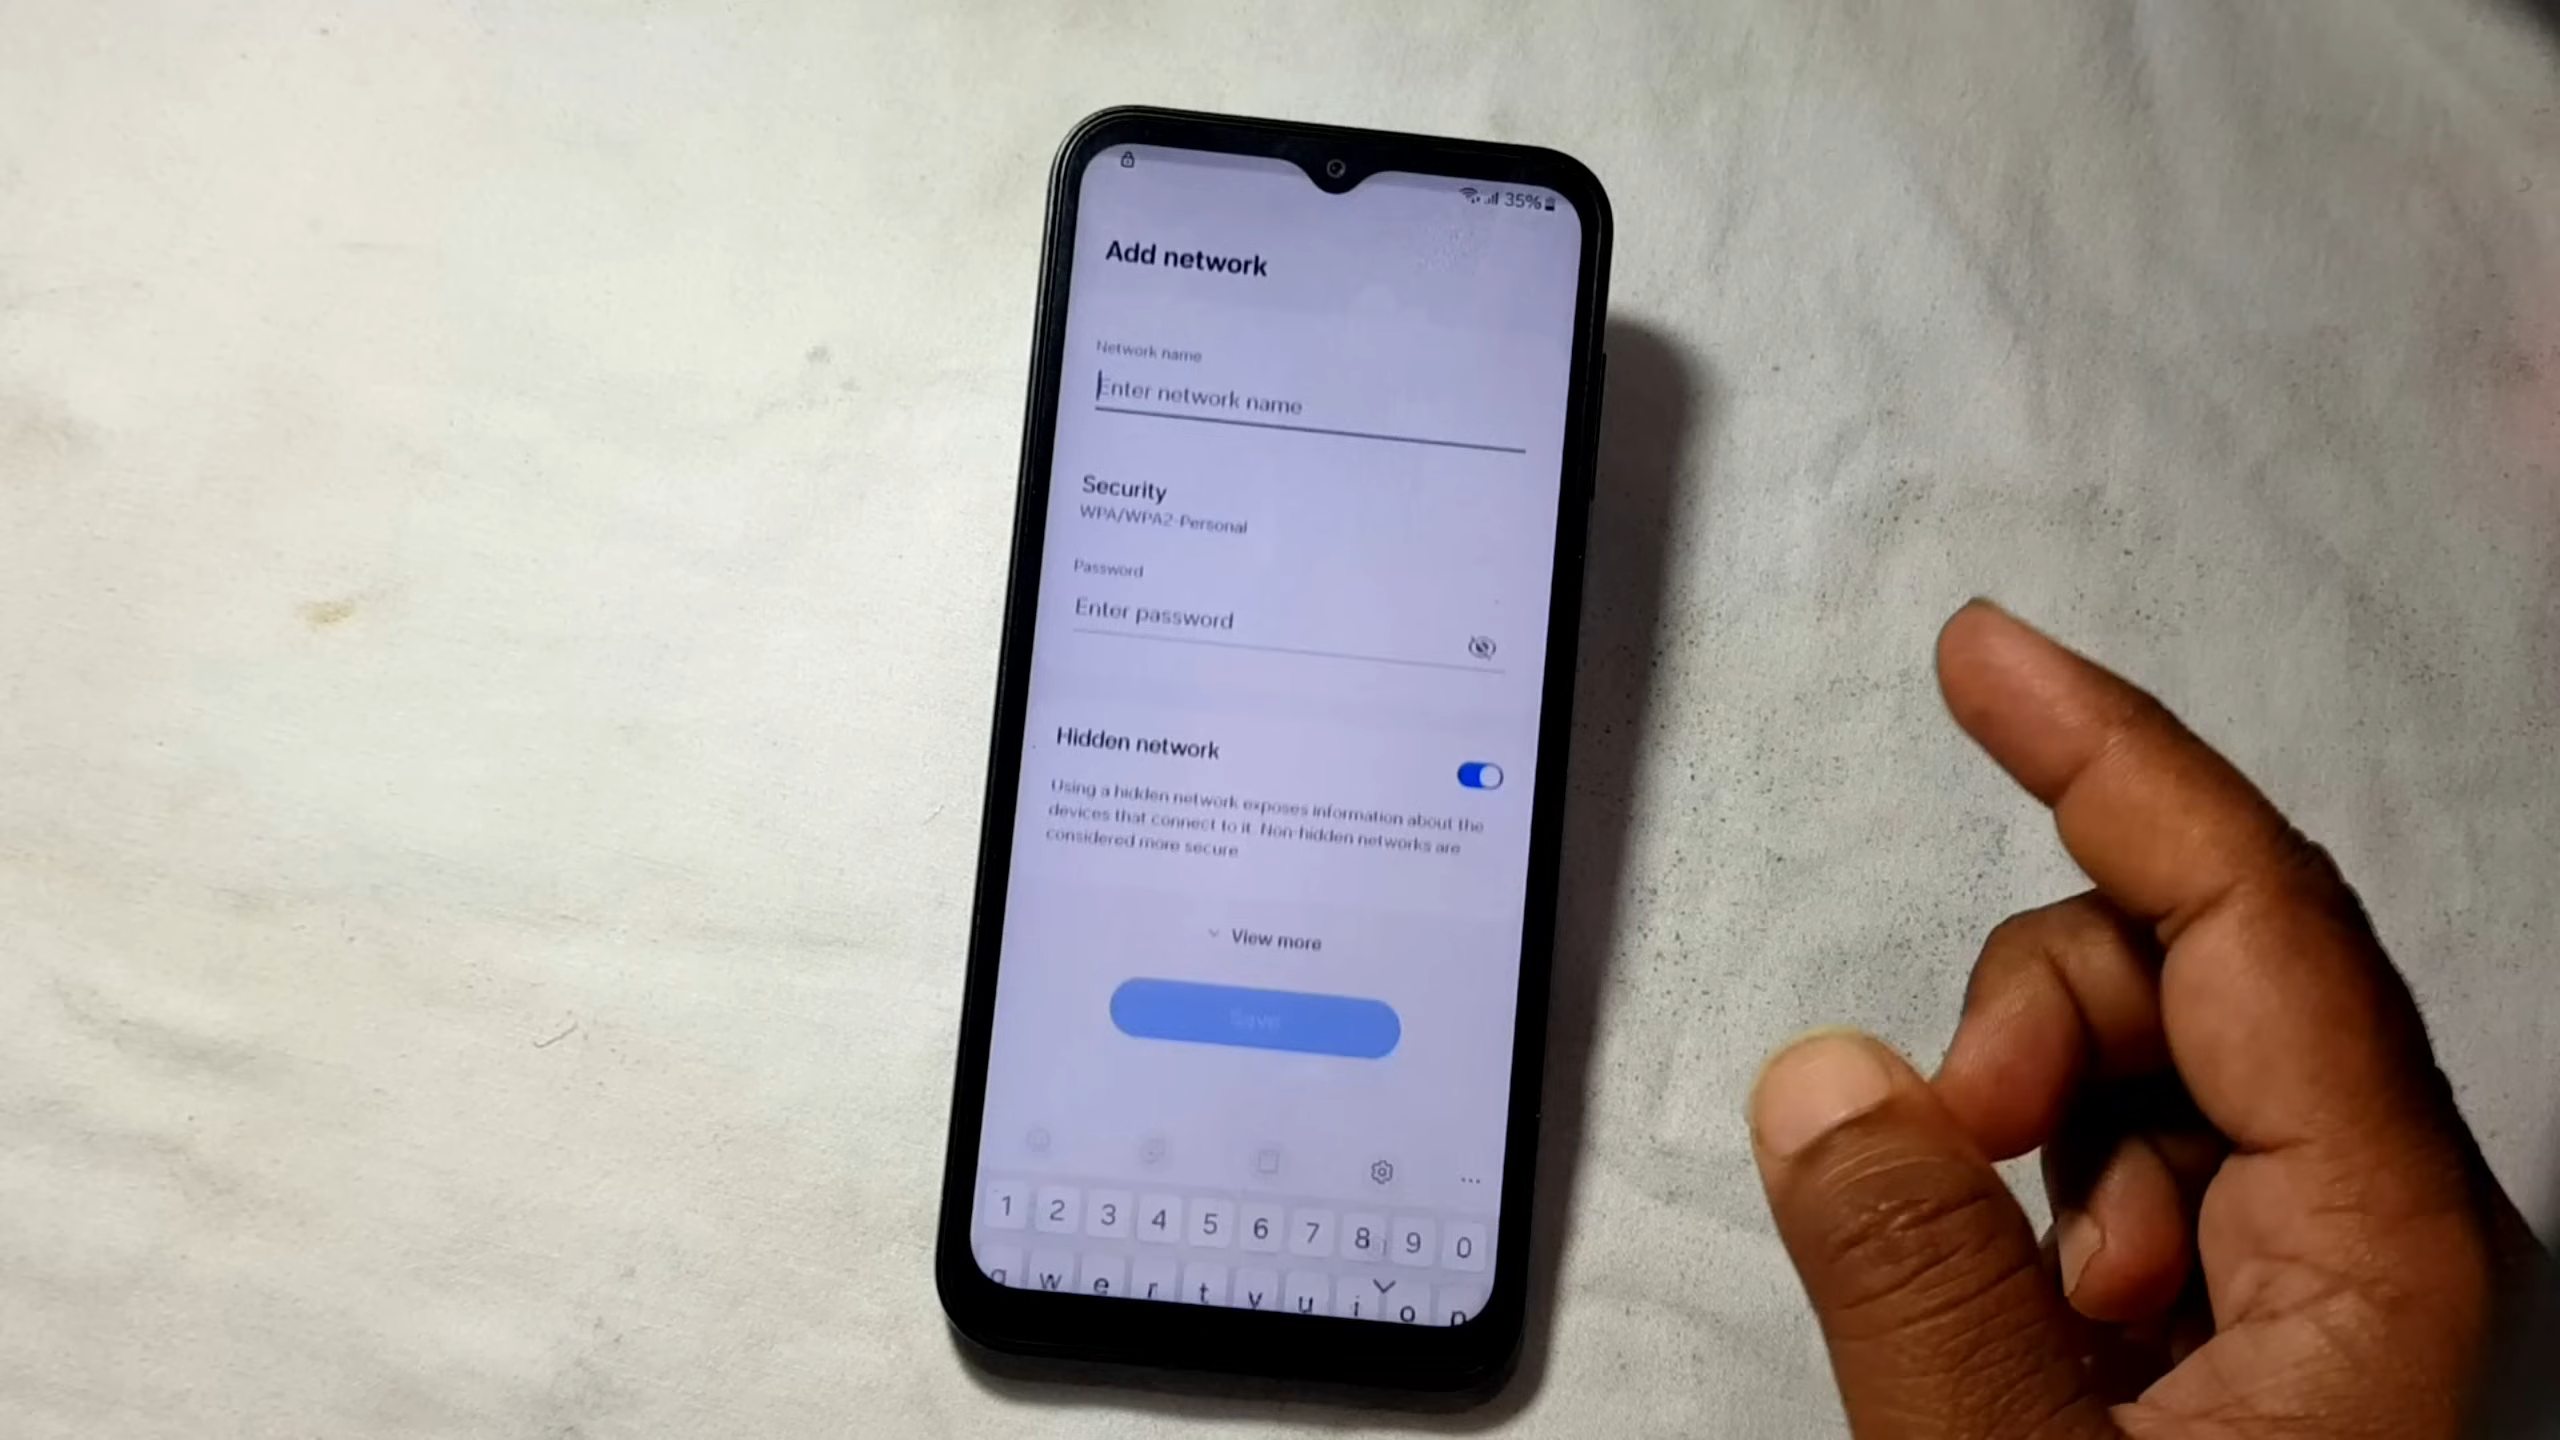 35%
Add network
Network name
Enter network name
Security
WPA/WPA2-Personal
Password
Enter password
Hidden network
Using a hidden network exposes information about the
devices that connect to it. Non-hidden networks are
considered more secure
View more
Save
1 2 3 4 5 6 7 8 9 0
q w e r t y u i o p